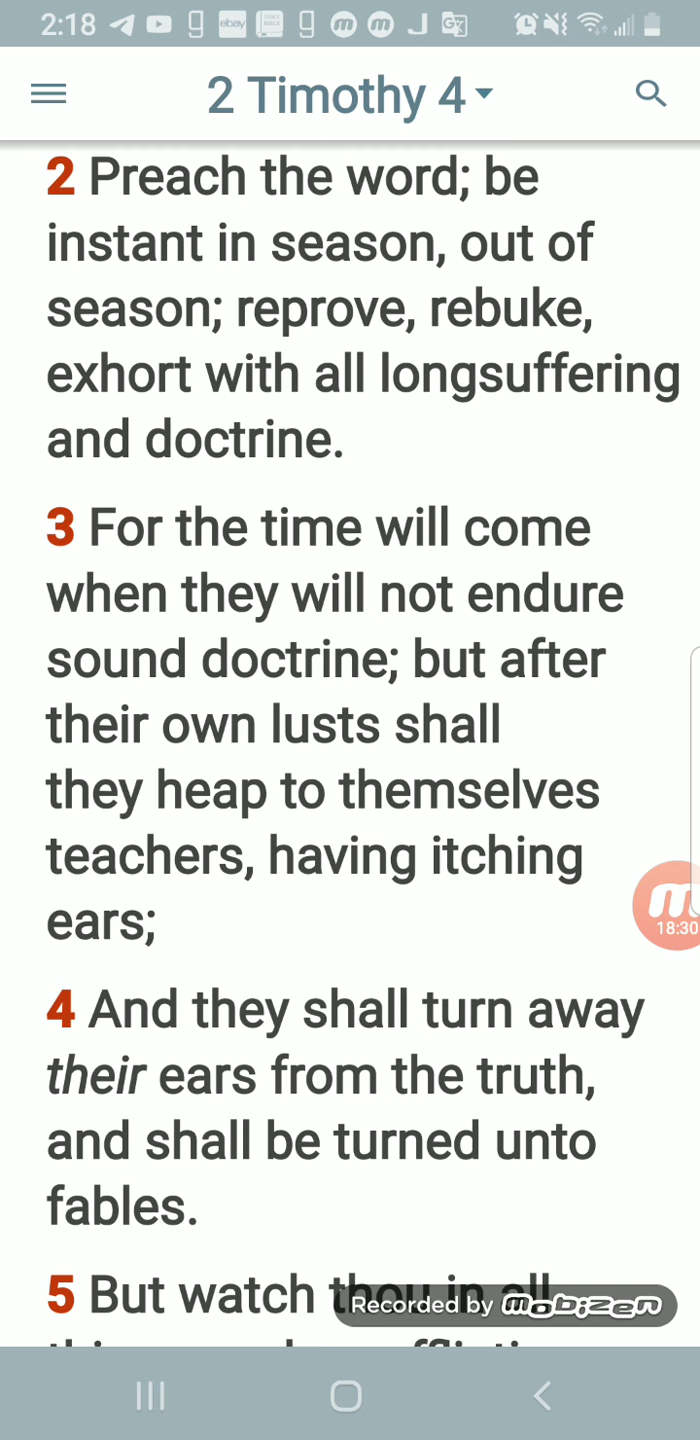 2:18
ebay
2 Timothy 4
2 Preach the word; be
instant in season, out of
season; reprove, rebuke,
exhort with all longsuffering
and doctrine.
3 For the time will come
when they will not endure
sound doctrine; but after
their own lusts shall
they heap to themselves
teachers, having itching
ears;
18:30
4 And they shall turn away
their ears from the truth,
and shall be turned unto
fables.
5 But watch thou in all
Recorded by mobizen